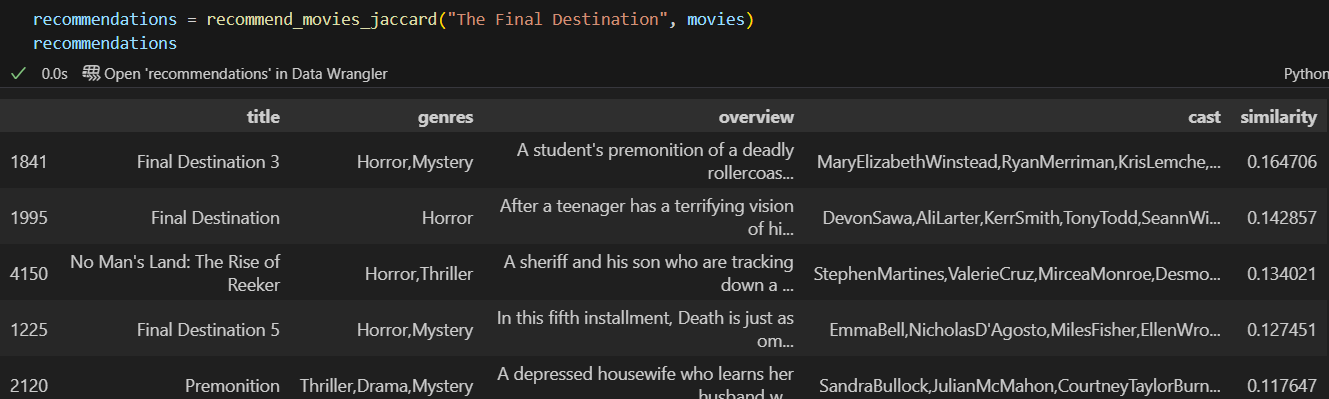 recommendations = recommend_movies_jaccard("The Final Destination", movies)
recommendations
0.0s Open 'recommendations' in Data Wrangler Python
title genres overview cast similarity
1841 Final Destination 3 Horror,Mystery A student's premonition of a deadly rollercoas... MaryElizabethWinstead,RyanMerriman,KrisLemche,... 0.164706
1995 Final Destination Horror After a teenager has a terrifying vision of hi... DevonSawa,AliLarter,KerrSmith,TonyTodd,SeannWi... 0.142857
4150 No Man's Land: The Rise of Reeker Horror,Thriller A sheriff and his son who are tracking down a ... StephenMartines,ValerieCruz,MirceaMonroe,Desmo... 0.134021
1225 Final Destination 5 Horror,Mystery In this fifth installment, Death is just as om... EmmaBell,NicholasD'Agosto,MilesFisher,EllenWro... 0.127451
2120 Premonition Thriller,Drama,Mystery A depressed housewife who learns her husband w... SandraBullock,JulianMcMahon,CourtneyTaylorBurn... 0.117647